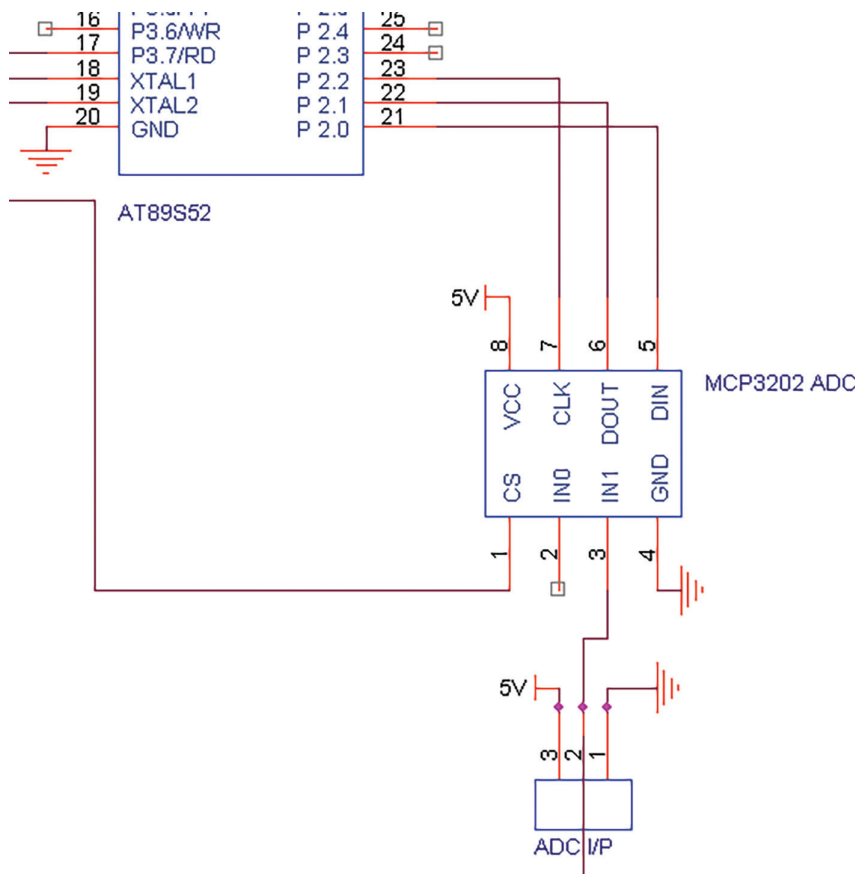 16 P3.6/WR P 2.4 25
17 P3.7/RD P 2.3 24
18 XTAL1 P 2.2 23
19 XTAL2 P 2.1 22
20 GND P 2.0 21
AT89S52
5V
8 7 6 5
VCC CLK DOUT DIN
MCP3202 ADC
CS IN0 IN1 GND
1 2 3 4
5V
3 2 1
ADC I/P